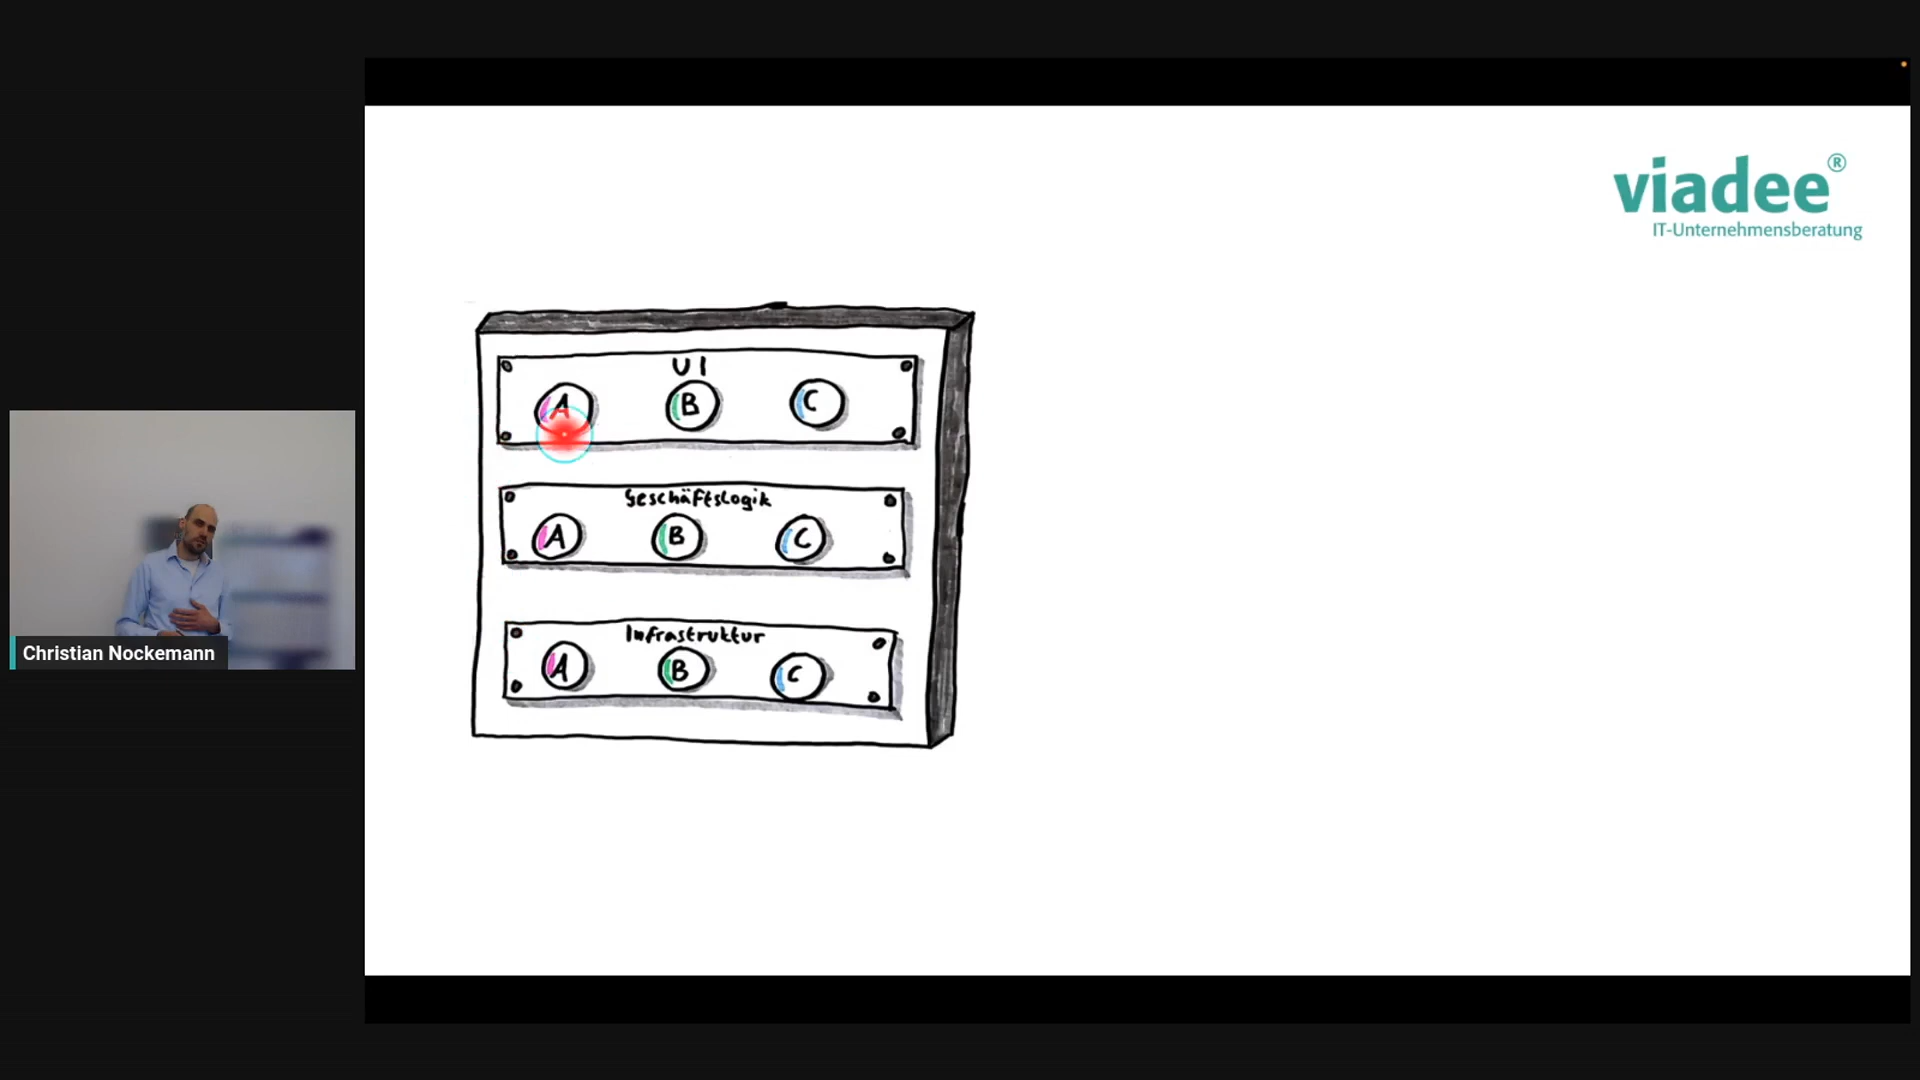 viadee®
IT-Unternehmensberatung
UI
A B C
Geschäftslogik
A B C
Infrastruktur
A B C
Christian Nockemann